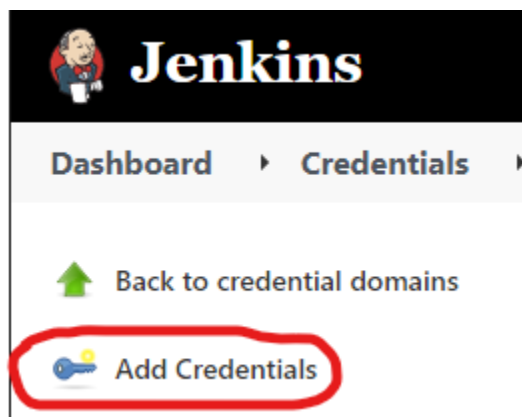 Jenkins
Dashboard Credentials
Back to credential domains
Add Credentials